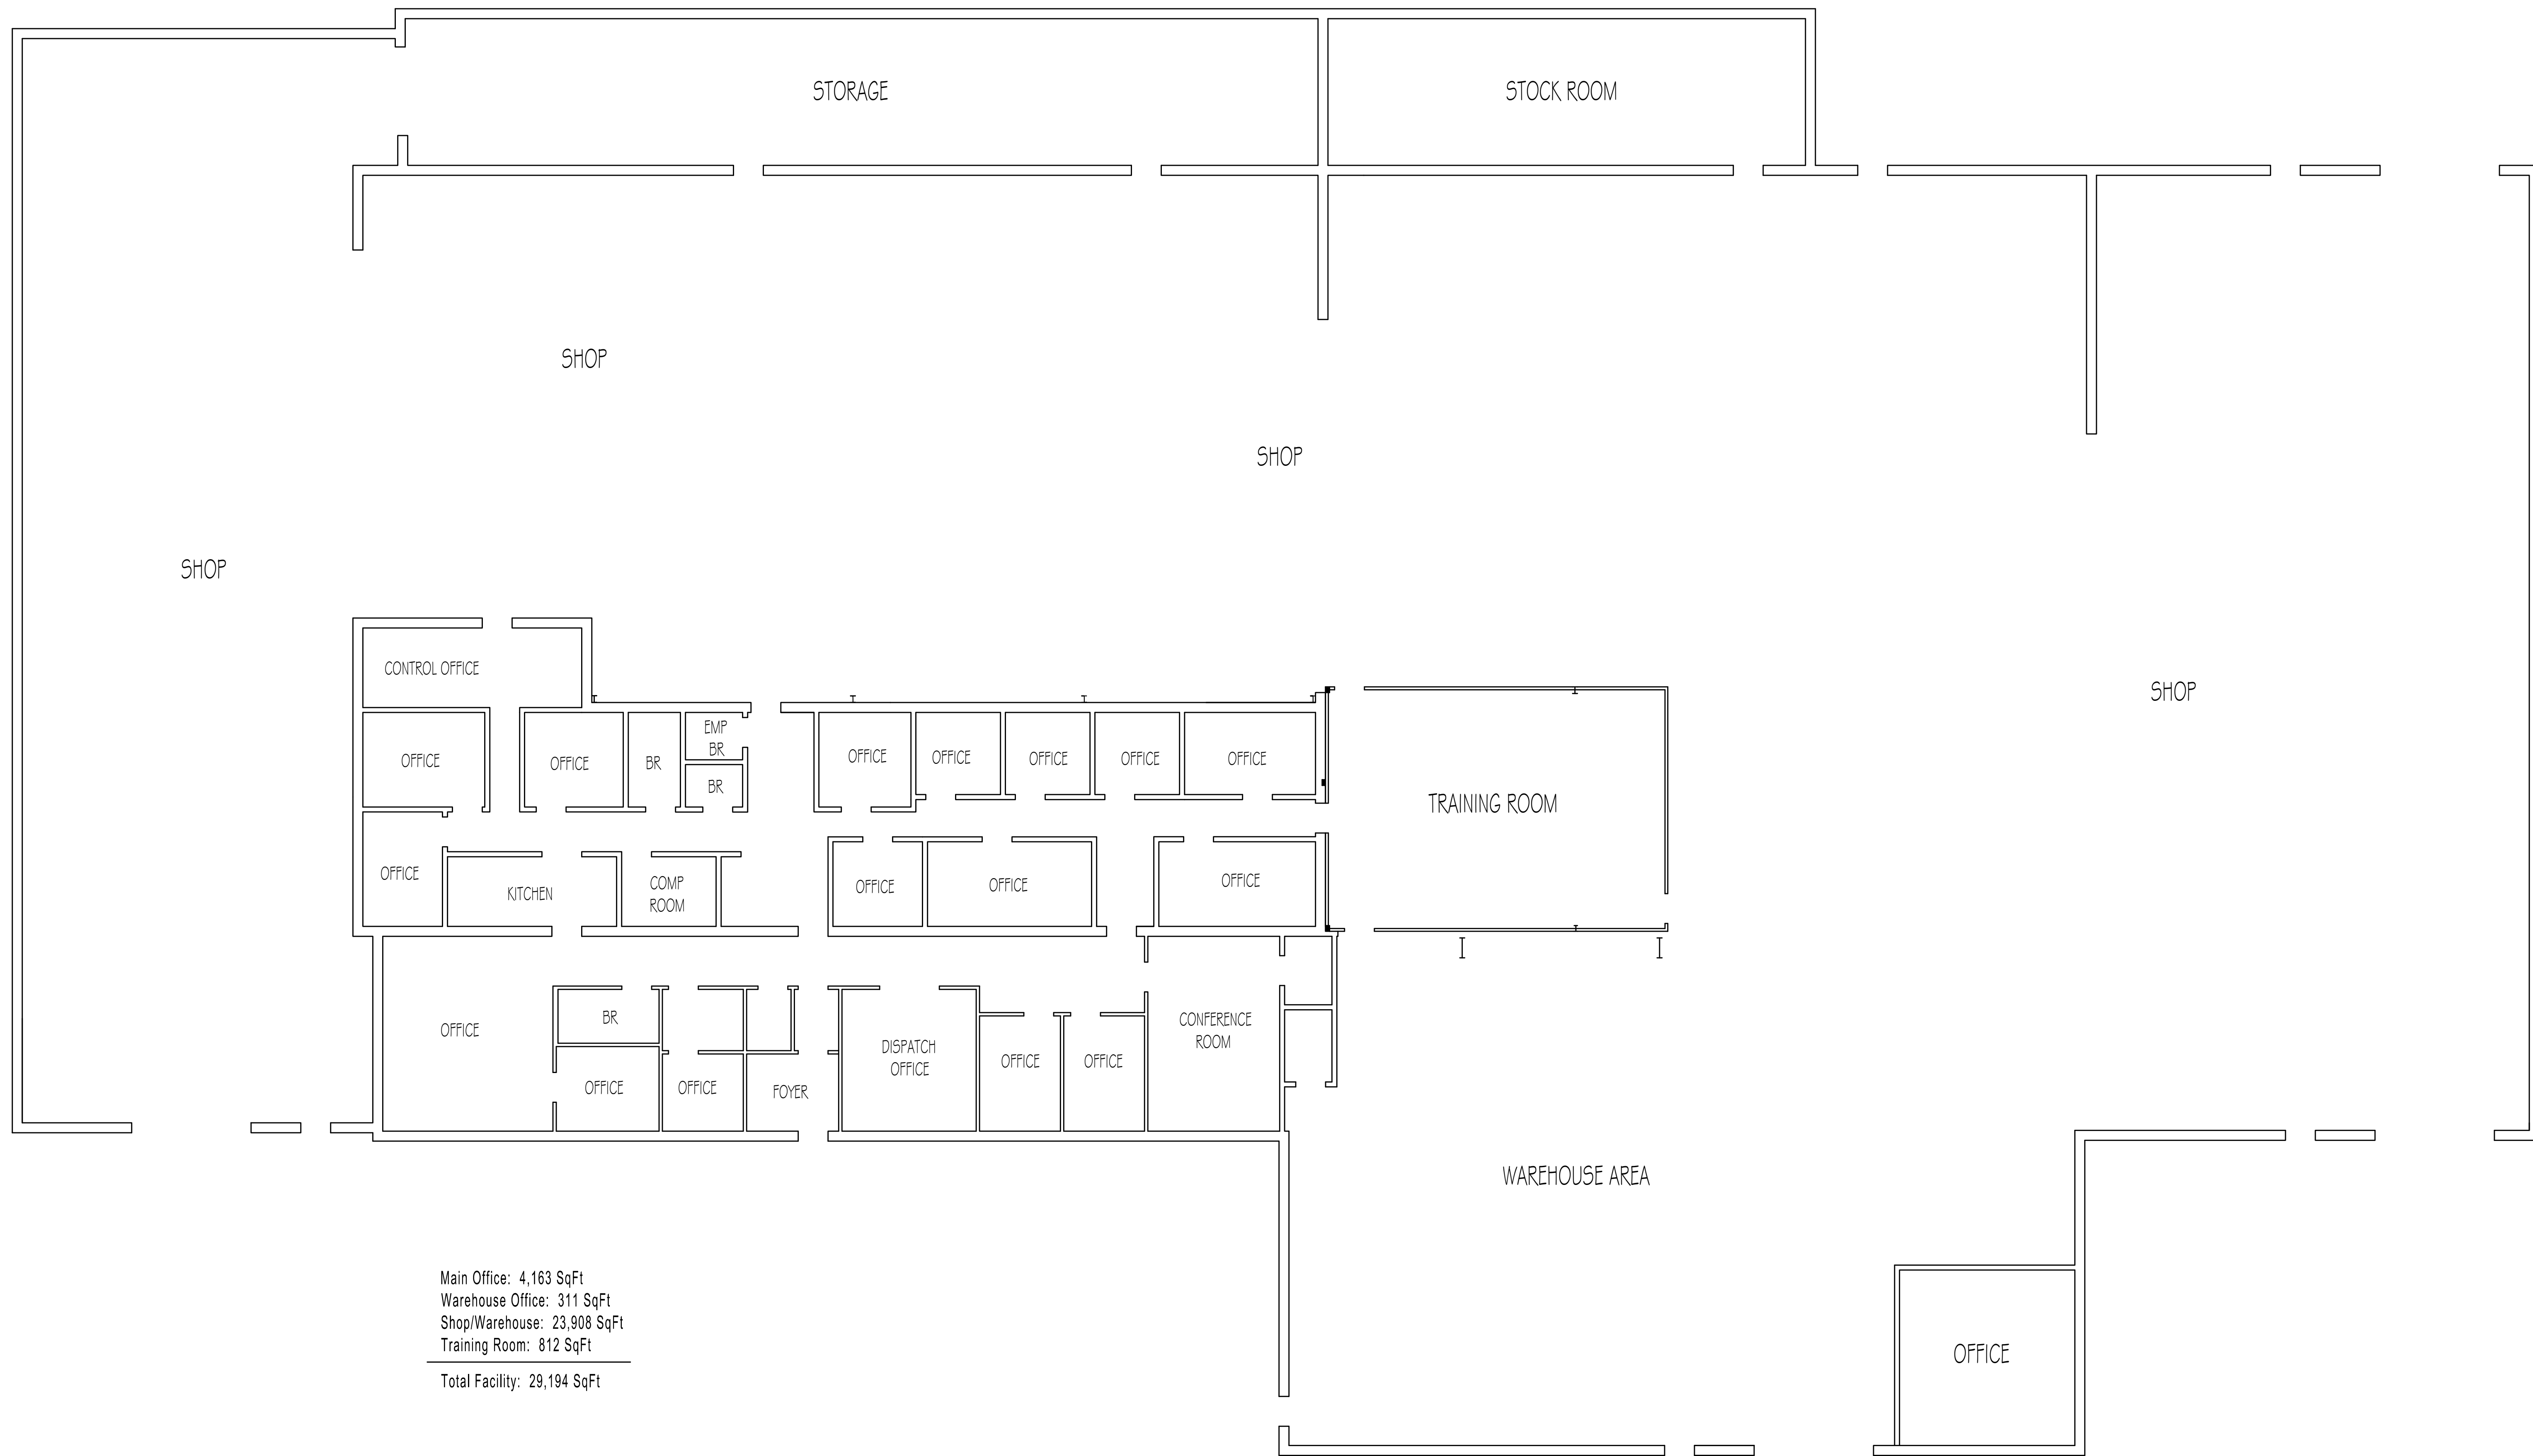 STORAGE
STOCK ROOM
SHOP
SHOP
SHOP
SHOP
CONTROL OFFICE
OFFICE
OFFICE
BR
EMP
BR
BR
OFFICE
OFFICE
OFFICE
OFFICE
OFFICE
TRAINING ROOM
OFFICE
KITCHEN
COMP
ROOM
OFFICE
OFFICE
OFFICE
OFFICE
BR
OFFICE
OFFICE
FOYER
DISPATCH
OFFICE
OFFICE
OFFICE
CONFERENCE
ROOM
WAREHOUSE AREA
OFFICE
Main Office: 4,163 SqFt
Warehouse Office: 311 SqFt
Shop/Warehouse: 23,908 SqFt
Training Room: 812 SqFt
Total Facility: 29,194 SqFt